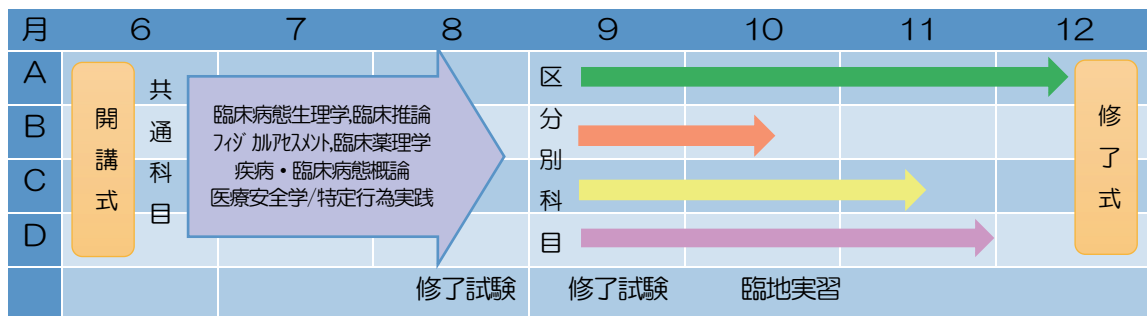 月 6 7 8 9 10 11 12
A
B
C
D
開講式
共通科目
臨床病態生理学,臨床推論
フィジカルアセスメント,臨床薬理学
疾病・臨床病態概論
医療安全学/特定行為実践
区分別科目
修了式
修了試験 修了試験 臨地実習